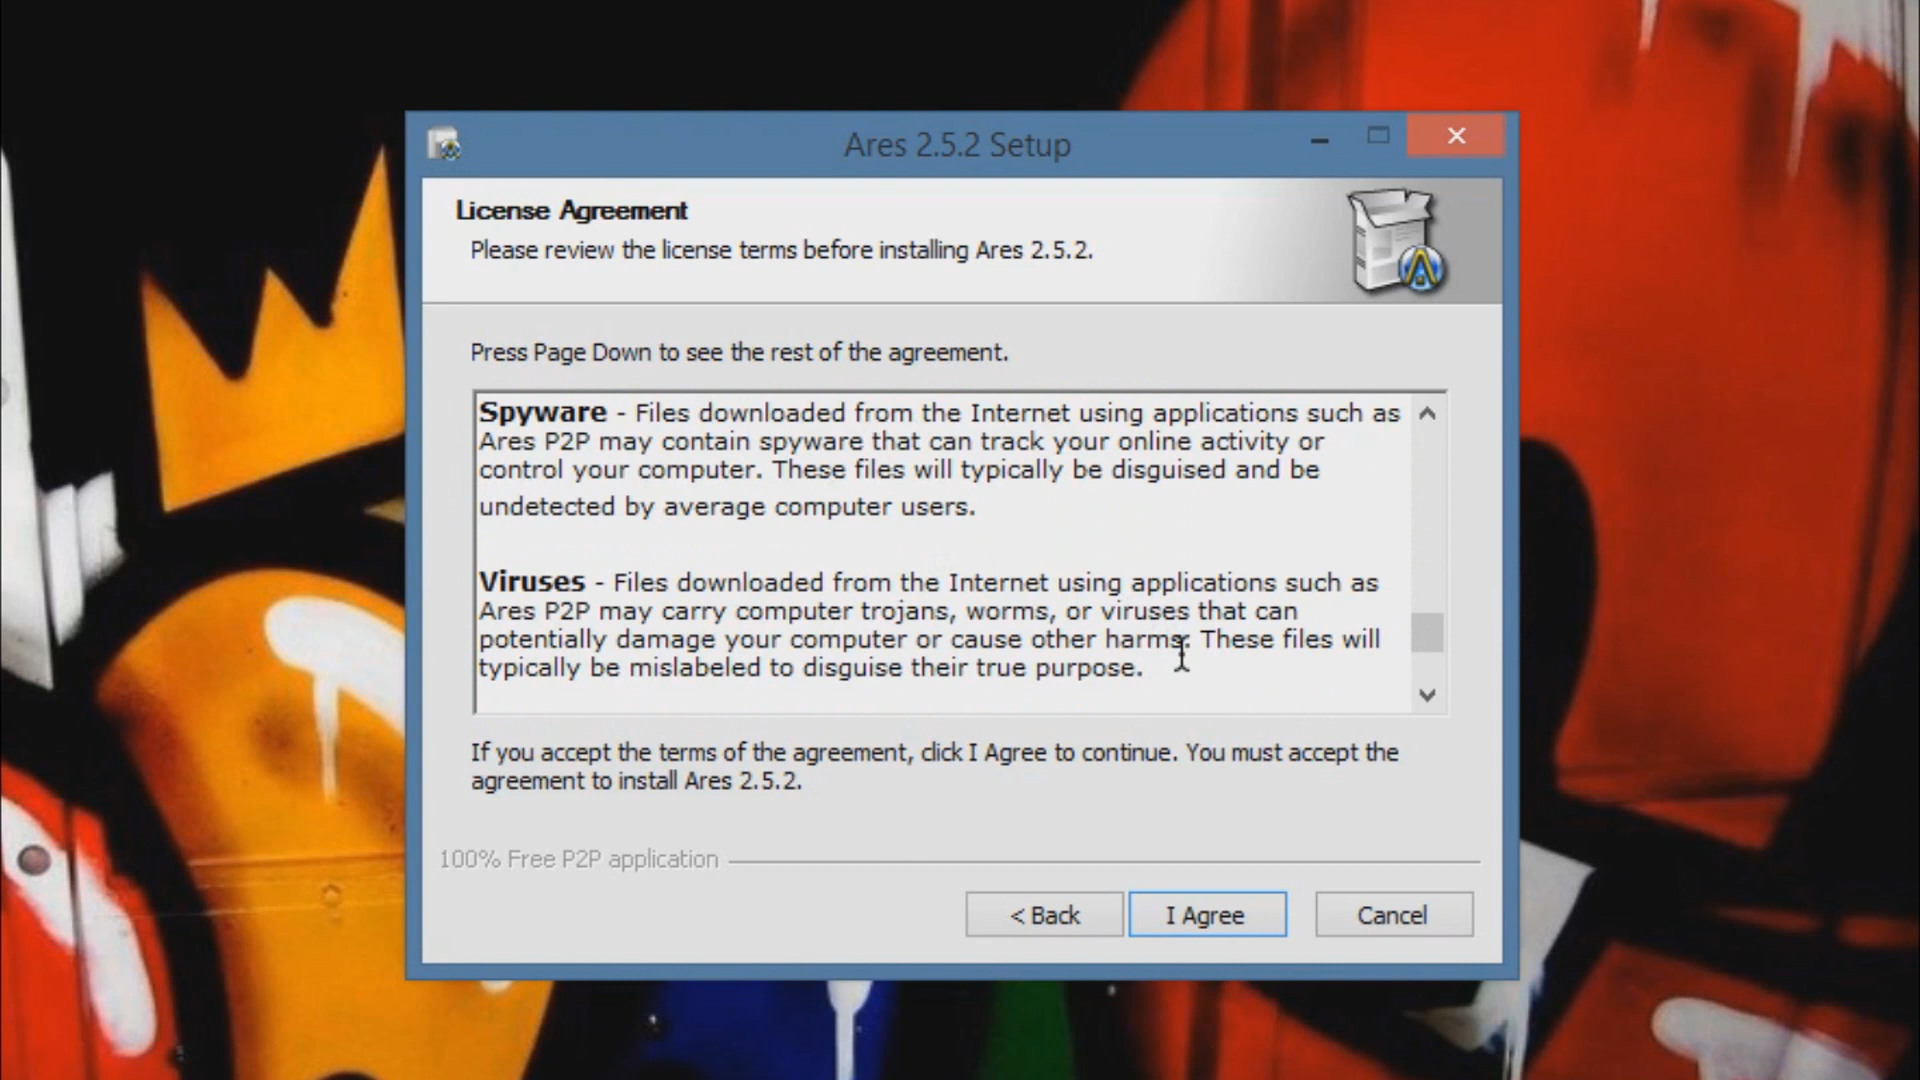 Ares 2.5.2 Setup
License Agreement
Please review the license terms before installing Ares 2.5.2.
Press Page Down to see the rest of the agreement.
Spyware - Files downloaded from the Internet using applications such as
Ares P2P may contain spyware that can track your online activity or
control your computer. These files will typically be disguised and be
undetected by average computer users.
Viruses - Files downloaded from the Internet using applications such as
Ares P2P may carry computer trojans, worms, or viruses that can
potentially damage your computer or cause other harms. These files will
typically be mislabeled to disguise their true purpose.
If you accept the terms of the agreement, click I Agree to continue. You must accept the
agreement to install Ares 2.5.2.
100% Free P2P application
< Back
I Agree
Cancel